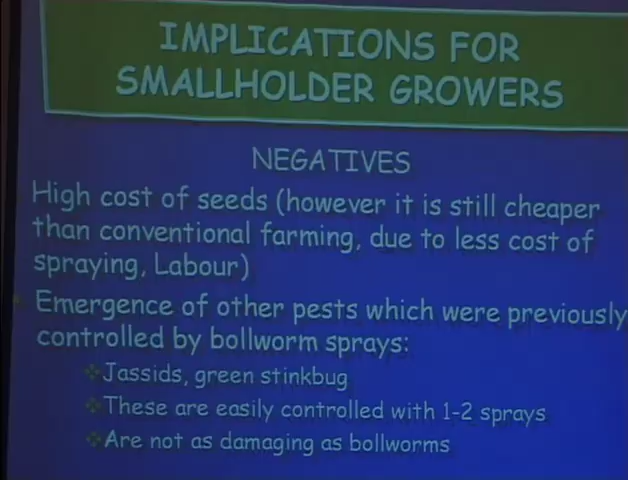 IMPLICATIONS FOR
SMALLHOLDER GROWERS
NEGATIVES
High cost of seeds (however it is still cheaper
than conventional farming, due to less cost of
spraying, Labour)
Emergence of other pests which were previously
controlled by bollworm sprays:
Jassids, green stinkbug
These are easily controlled with 1-2 sprays
Are not as damaging as bollworms